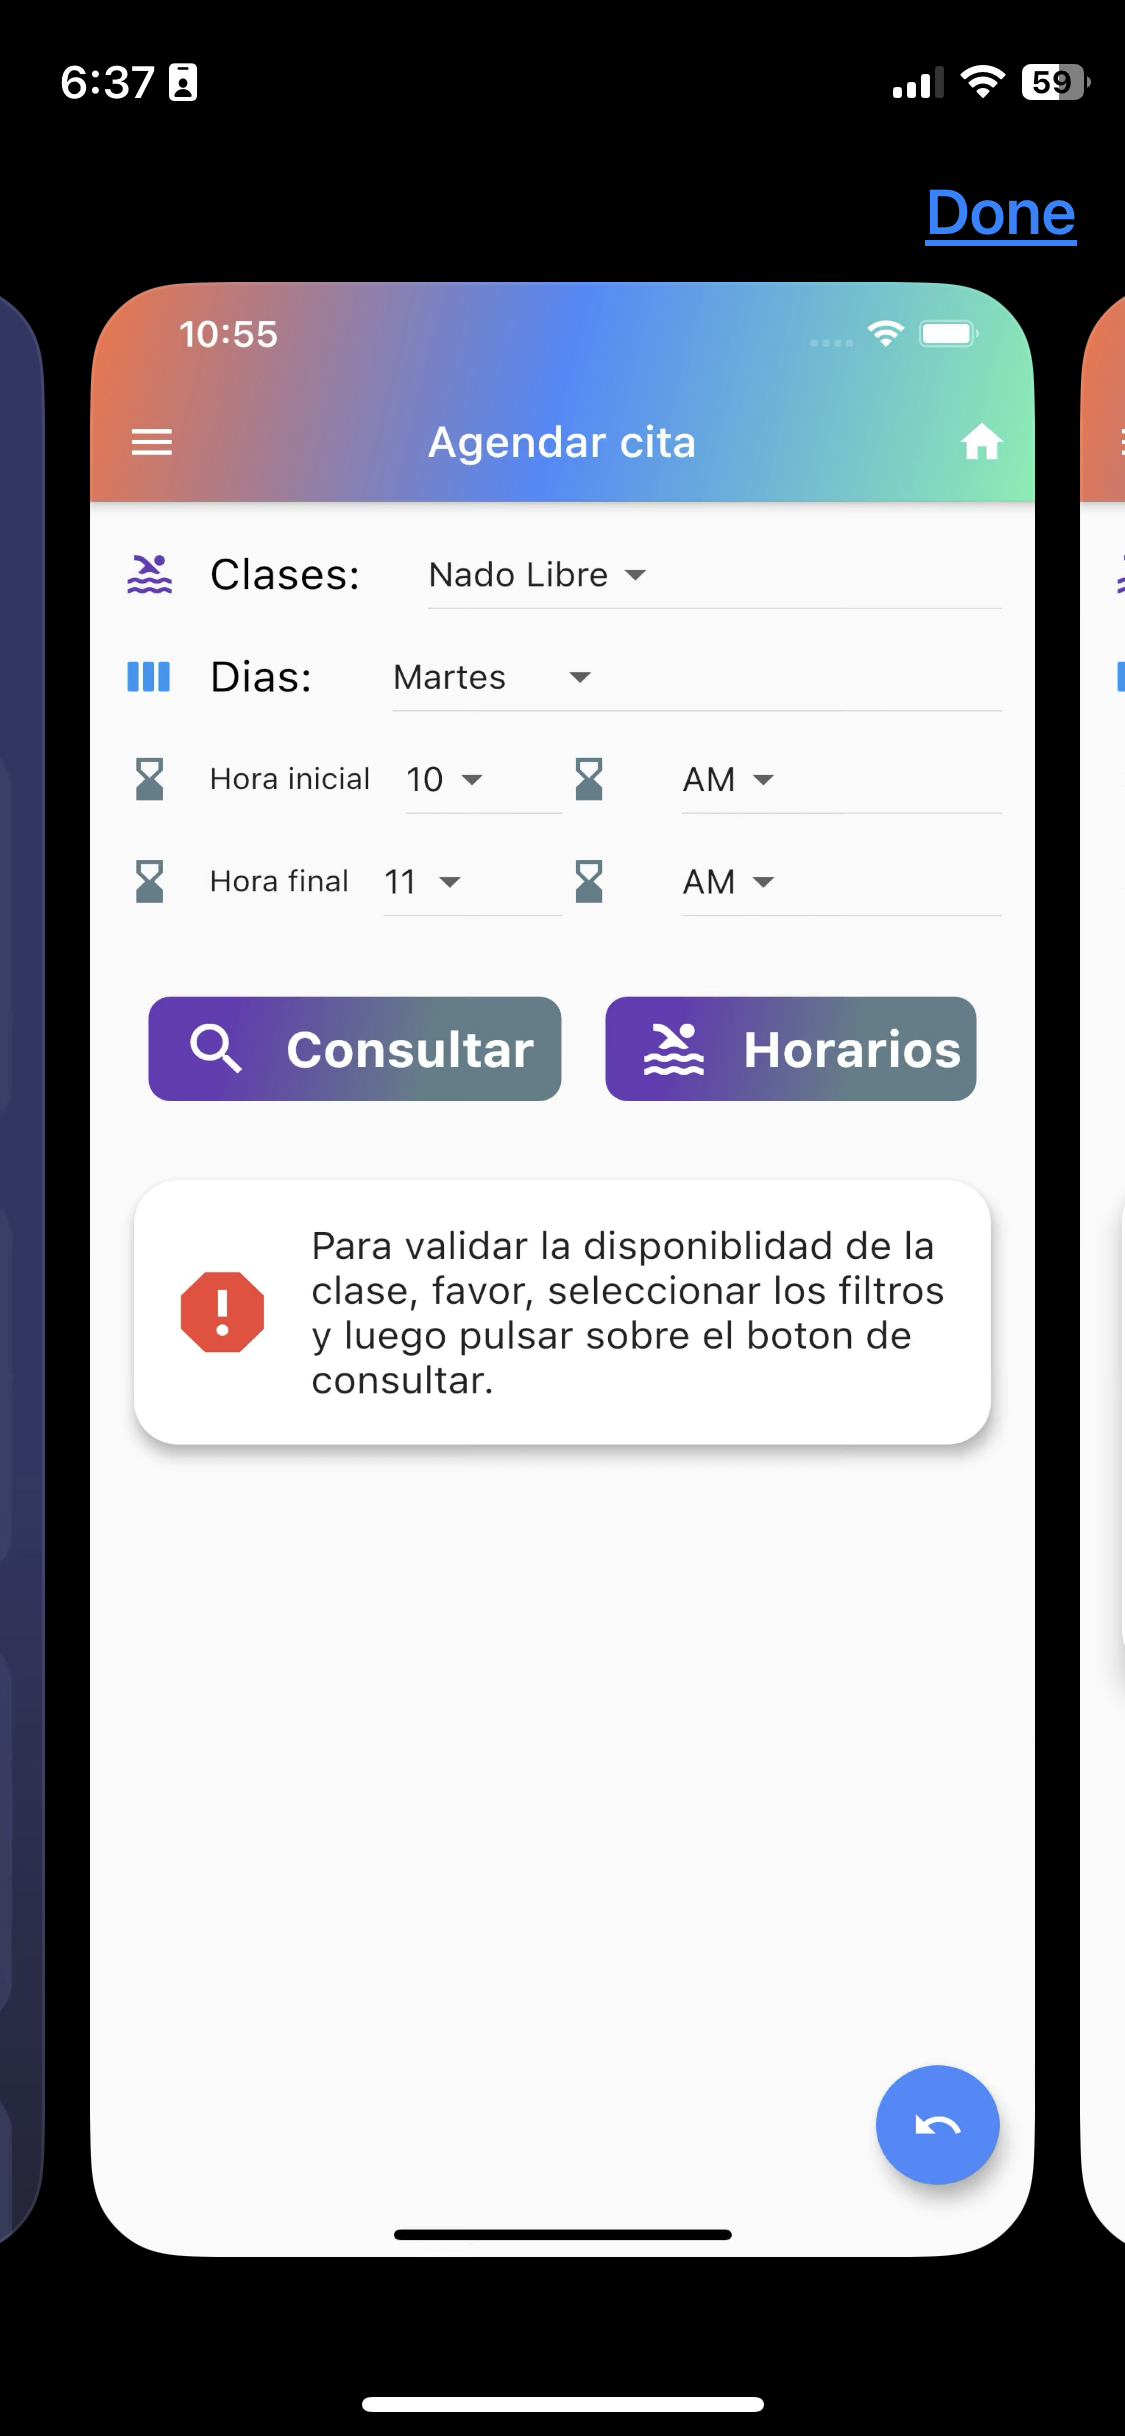 6:37
59
Done
10:55
Agendar cita
Clases: Nado Libre
Dias: Martes
Hora inicial 10 AM
Hora final 11 AM
Consultar Horarios
Para validar la disponiblidad de la
clase, favor, seleccionar los filtros
y luego pulsar sobre el boton de
consultar.